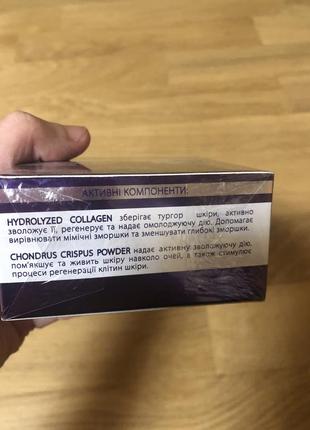 АКТИВНІ КОМПОНЕНТИ:
HYDROLYZED COLLAGEN зберігає тургор шкіри, активно
зволожує її, регенерує та надає омолоджуючу дію. Допомагає
вирівнювати мімічні зморшки та зменшувати глибокі зморшки.
CHONDRUS CRISPUS POWDER надає активну зволожуючу дію,
пом'якшує та живить шкіру навколо очей, а також стимулює
процеси регенерації клітин шкіри.